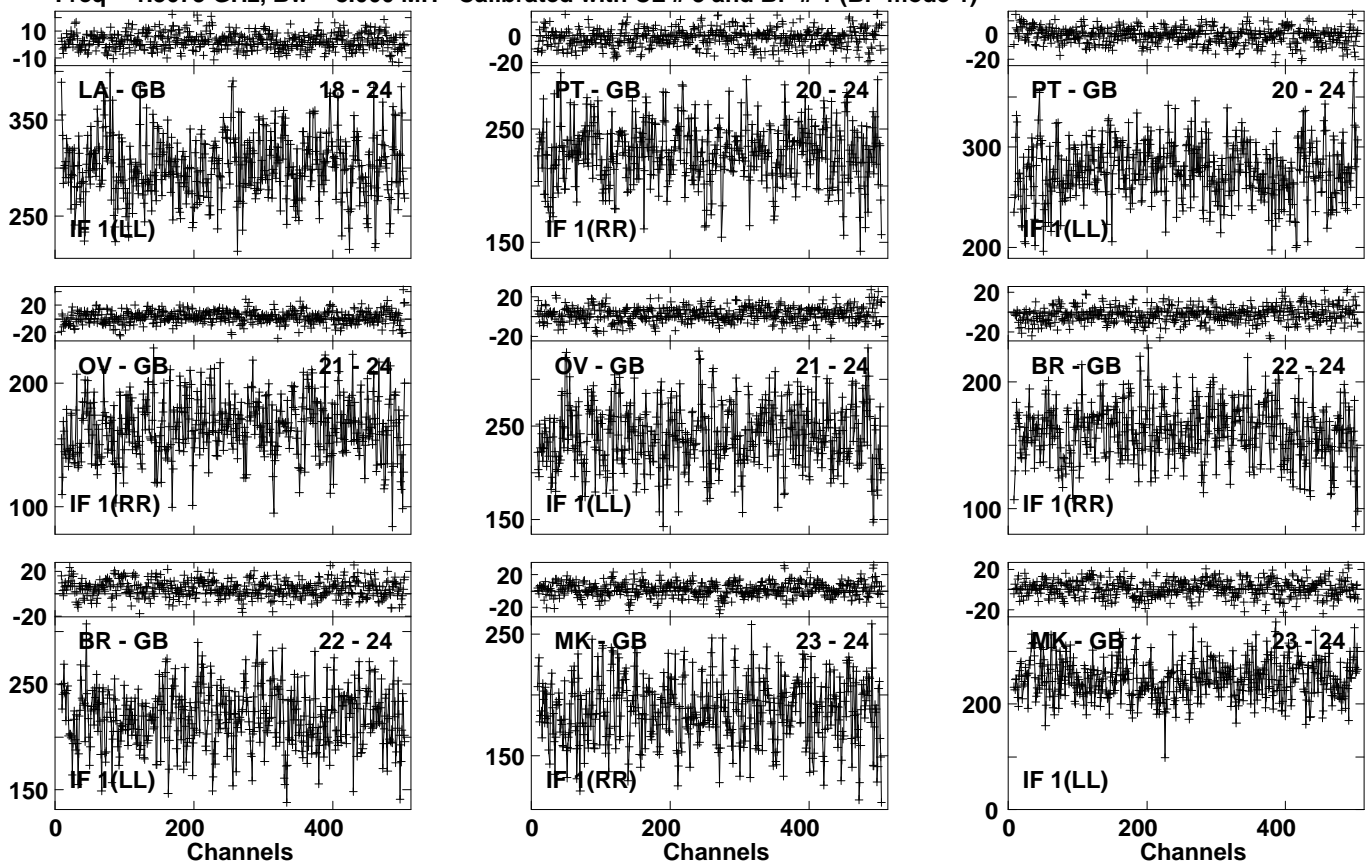 Freq GHz, Calibrated with and mode
10
-10
LA - GB 18 - 24
350
250
IF 1(LL)
0
-20
PT - GB 20 - 24
250
150
IF 1(RR)
0
-20
PT - GB 20 - 24
300
200
IF 1(LL)
20
-20
OV - GB 21 - 24
200
100
IF 1(RR)
20
-20
OV - GB 21 - 24
250
150
IF 1(LL)
20
-20
BR - GB 22 - 24
200
100
IF 1(RR)
20
-20
BR - GB 22 - 24
250
150
IF 1(LL)
0 200 400
Channels
20
-20
MK - GB 23 - 24
250
150
IF 1(RR)
0 200 400
Channels
20
-20
MK - GB 23 - 24
200
0
IF 1(LL)
0 200 400
Channels